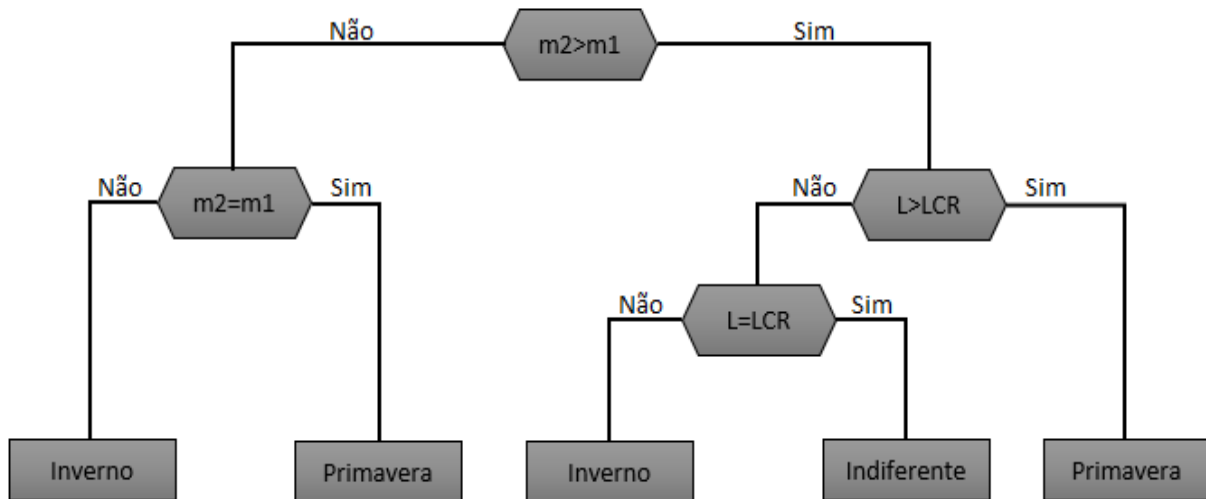 Não
m2>m1
Sim
Não
m2=m1
Sim
Não
L>LCR
Sim
Não
L=LCR
Sim
Inverno
Primavera
Inverno
Indiferente
Primavera